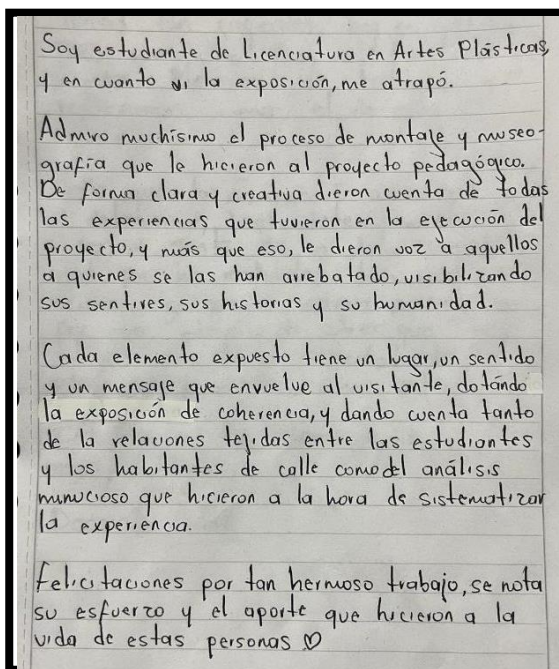 Soy estudiante de Licenciatura en Artes Plásticas,
y en cuanto vi la exposición, me atrapó.
Admiro muchísimo el proceso de montaje y museo-
grafía que le hicieron al proyecto pedagógico.
De forma clara y creativa dieron cuenta de todas
las experiencias que tuvieron en la ejecución del
proyecto, y más que eso, le dieron voz a aquellos
a quienes se las han arrebatado, visibilizando
sus sentires, sus historias y su humanidad.
Cada elemento expuesto tiene un lugar, un sentido
y un mensaje que envuelve al visitante, dotándo
la exposición de coherencia, y dando cuenta tanto
de la relaciones tejidas entre las estudiantes
y los habitantes de calle como del análisis
minucioso que hicieron a la hora de sistematizar
la experiencia.
Felicitaciones por tan hermoso trabajo, se nota
su esfuerzo y el aporte que hicieron a la
vida de estas personas ♡